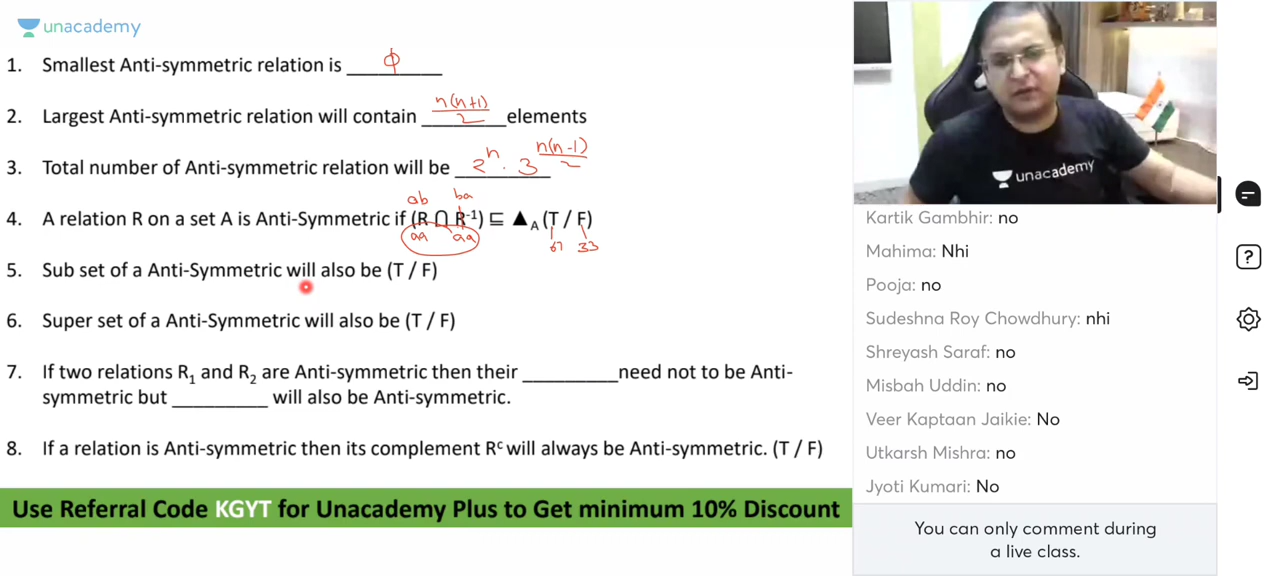 unacademy
1. Smallest Anti-symmetric relation is ___ϕ___
2. Largest Anti-symmetric relation will contain n(n+1)/2 elements
3. Total number of Anti-symmetric relation will be 2ⁿ · 3^(n(n-1)/2)
ab ba
4. A relation R on a set A is Anti-Symmetric if (R ⋂ R⁻¹) ⊑ ▲A (T / F)
aa aa 67 33
5. Sub set of a Anti-Symmetric will also be (T / F)
6. Super set of a Anti-Symmetric will also be (T / F)
7. If two relations R₁ and R₂ are Anti-symmetric then their _________need not to be Anti-
symmetric but _________ will also be Anti-symmetric.
8. If a relation is Anti-symmetric then its complement Rᶜ will always be Anti-symmetric. (T / F)
Use Referral Code KGYT for Unacademy Plus to Get minimum 10% Discount
unacademy
Kartik Gambhir: no
Mahima: Nhi
Pooja: no
Sudeshna Roy Chowdhury: nhi
Shreyash Saraf: no
Misbah Uddin: no
Veer Kaptaan Jaikie: No
Utkarsh Mishra: no
Jyoti Kumari: No
You can only comment during
a live class.
?